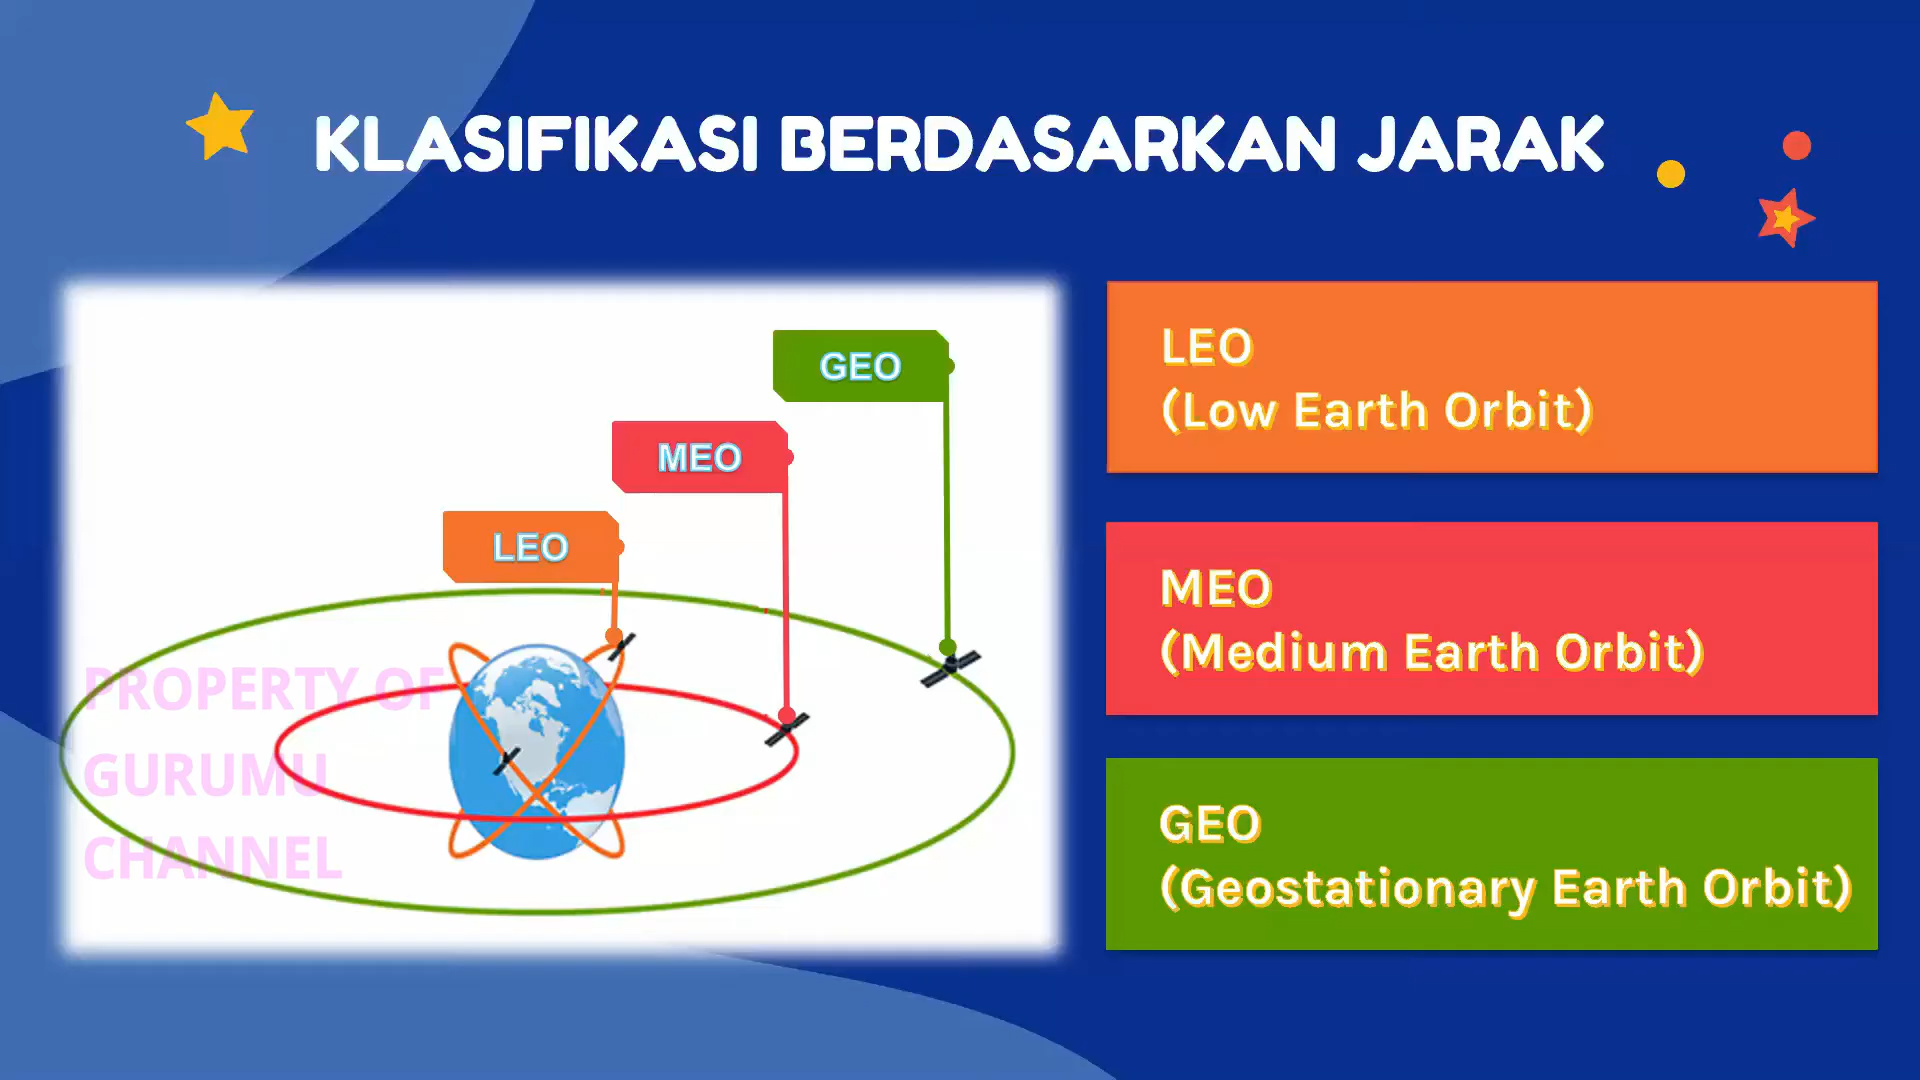 KLASIFIKASI BERDASARKAN JARAK
GEO
MEO
LEO
PROPERTY OF
GURUMU
CHANNEL
LEO
(Low Earth Orbit)
MEO
(Medium Earth Orbit)
GEO
(Geostationary Earth Orbit)